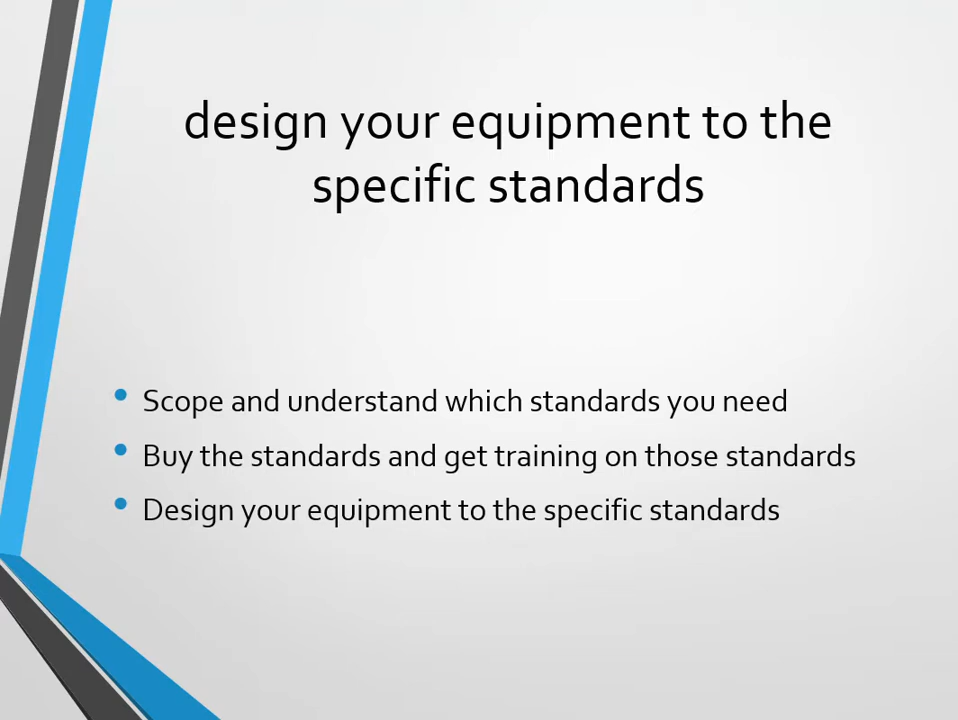 design your equipment to the
specific standards
• Scope and understand which standards you need
• Buy the standards and get training on those standards
• Design your equipment to the specific standards